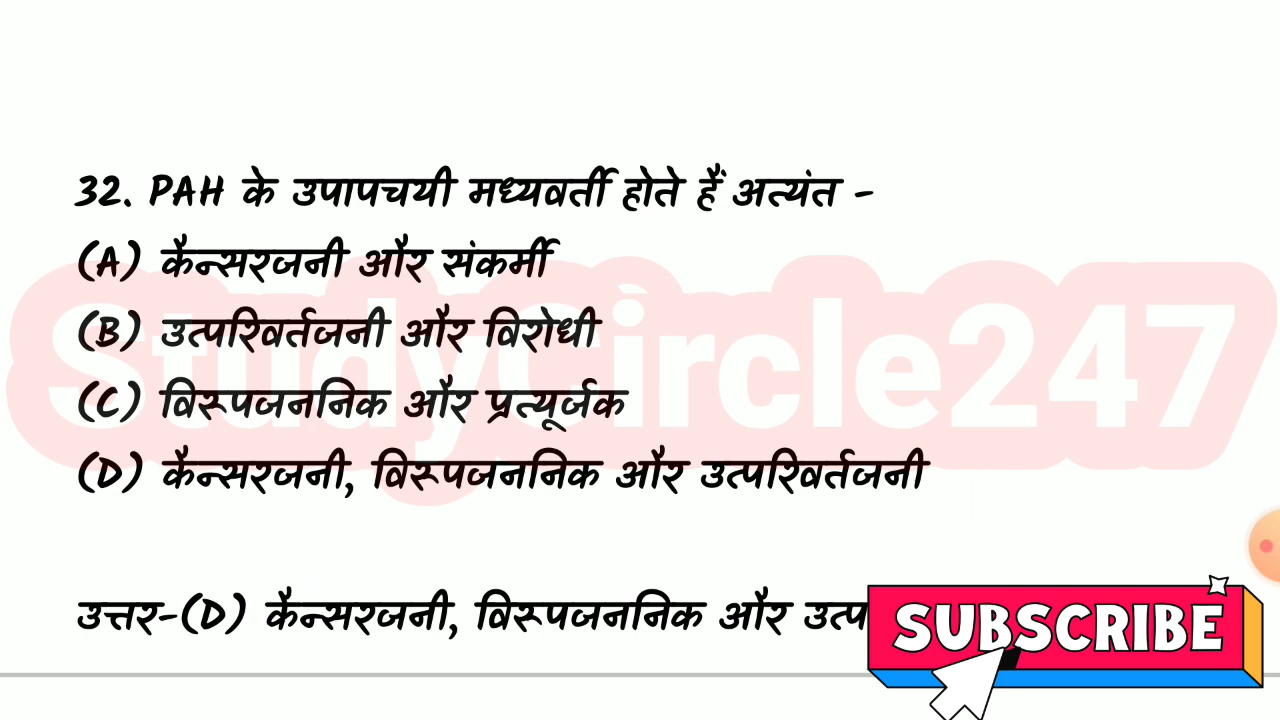 32. PAH के उपापचयी मध्यवर्ती होते हैं अत्यंत -
(A) कैन्सरजनी और संकर्मी
(B) उत्परिवर्तजनी और विरोधी
(C) विरूपजननिक और प्रत्यूर्जक
(D) कैन्सरजनी, विरूपजननिक और उत्परिवर्तजनी
StudyCircle247
उत्तर-(D) कैन्सरजनी, विरूपजननिक और उत्प
SUBSCRIBE